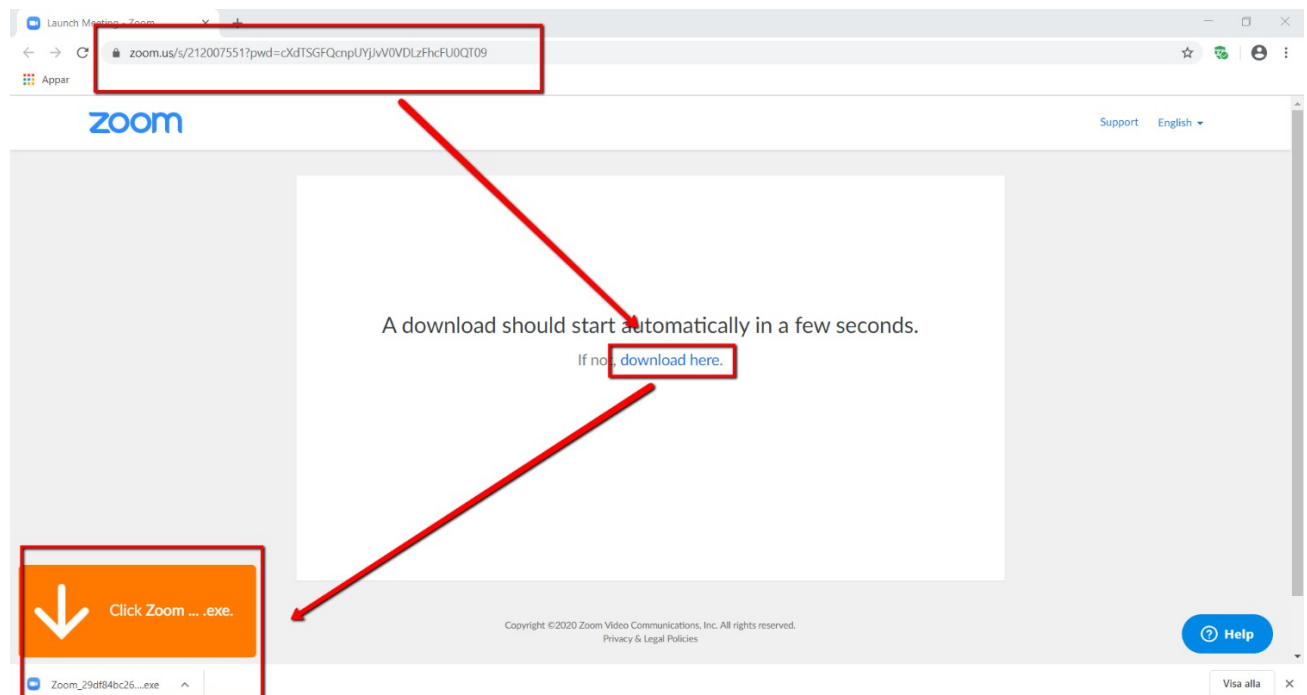 Launch Meeting - Zoom
zoom.us/s/212007551?pwd=cXdTSGFQcnpUYjJvV0VDLzFhcFU0QT09
Appar
zoom
Support English
A download should start automatically in a few seconds.
If not, download here.
Click Zoom ... .exe.
Copyright ©2020 Zoom Video Communications, Inc. All rights reserved.
Privacy & Legal Policies
Help
Zoom_29df84bc26....exe
Visa alla